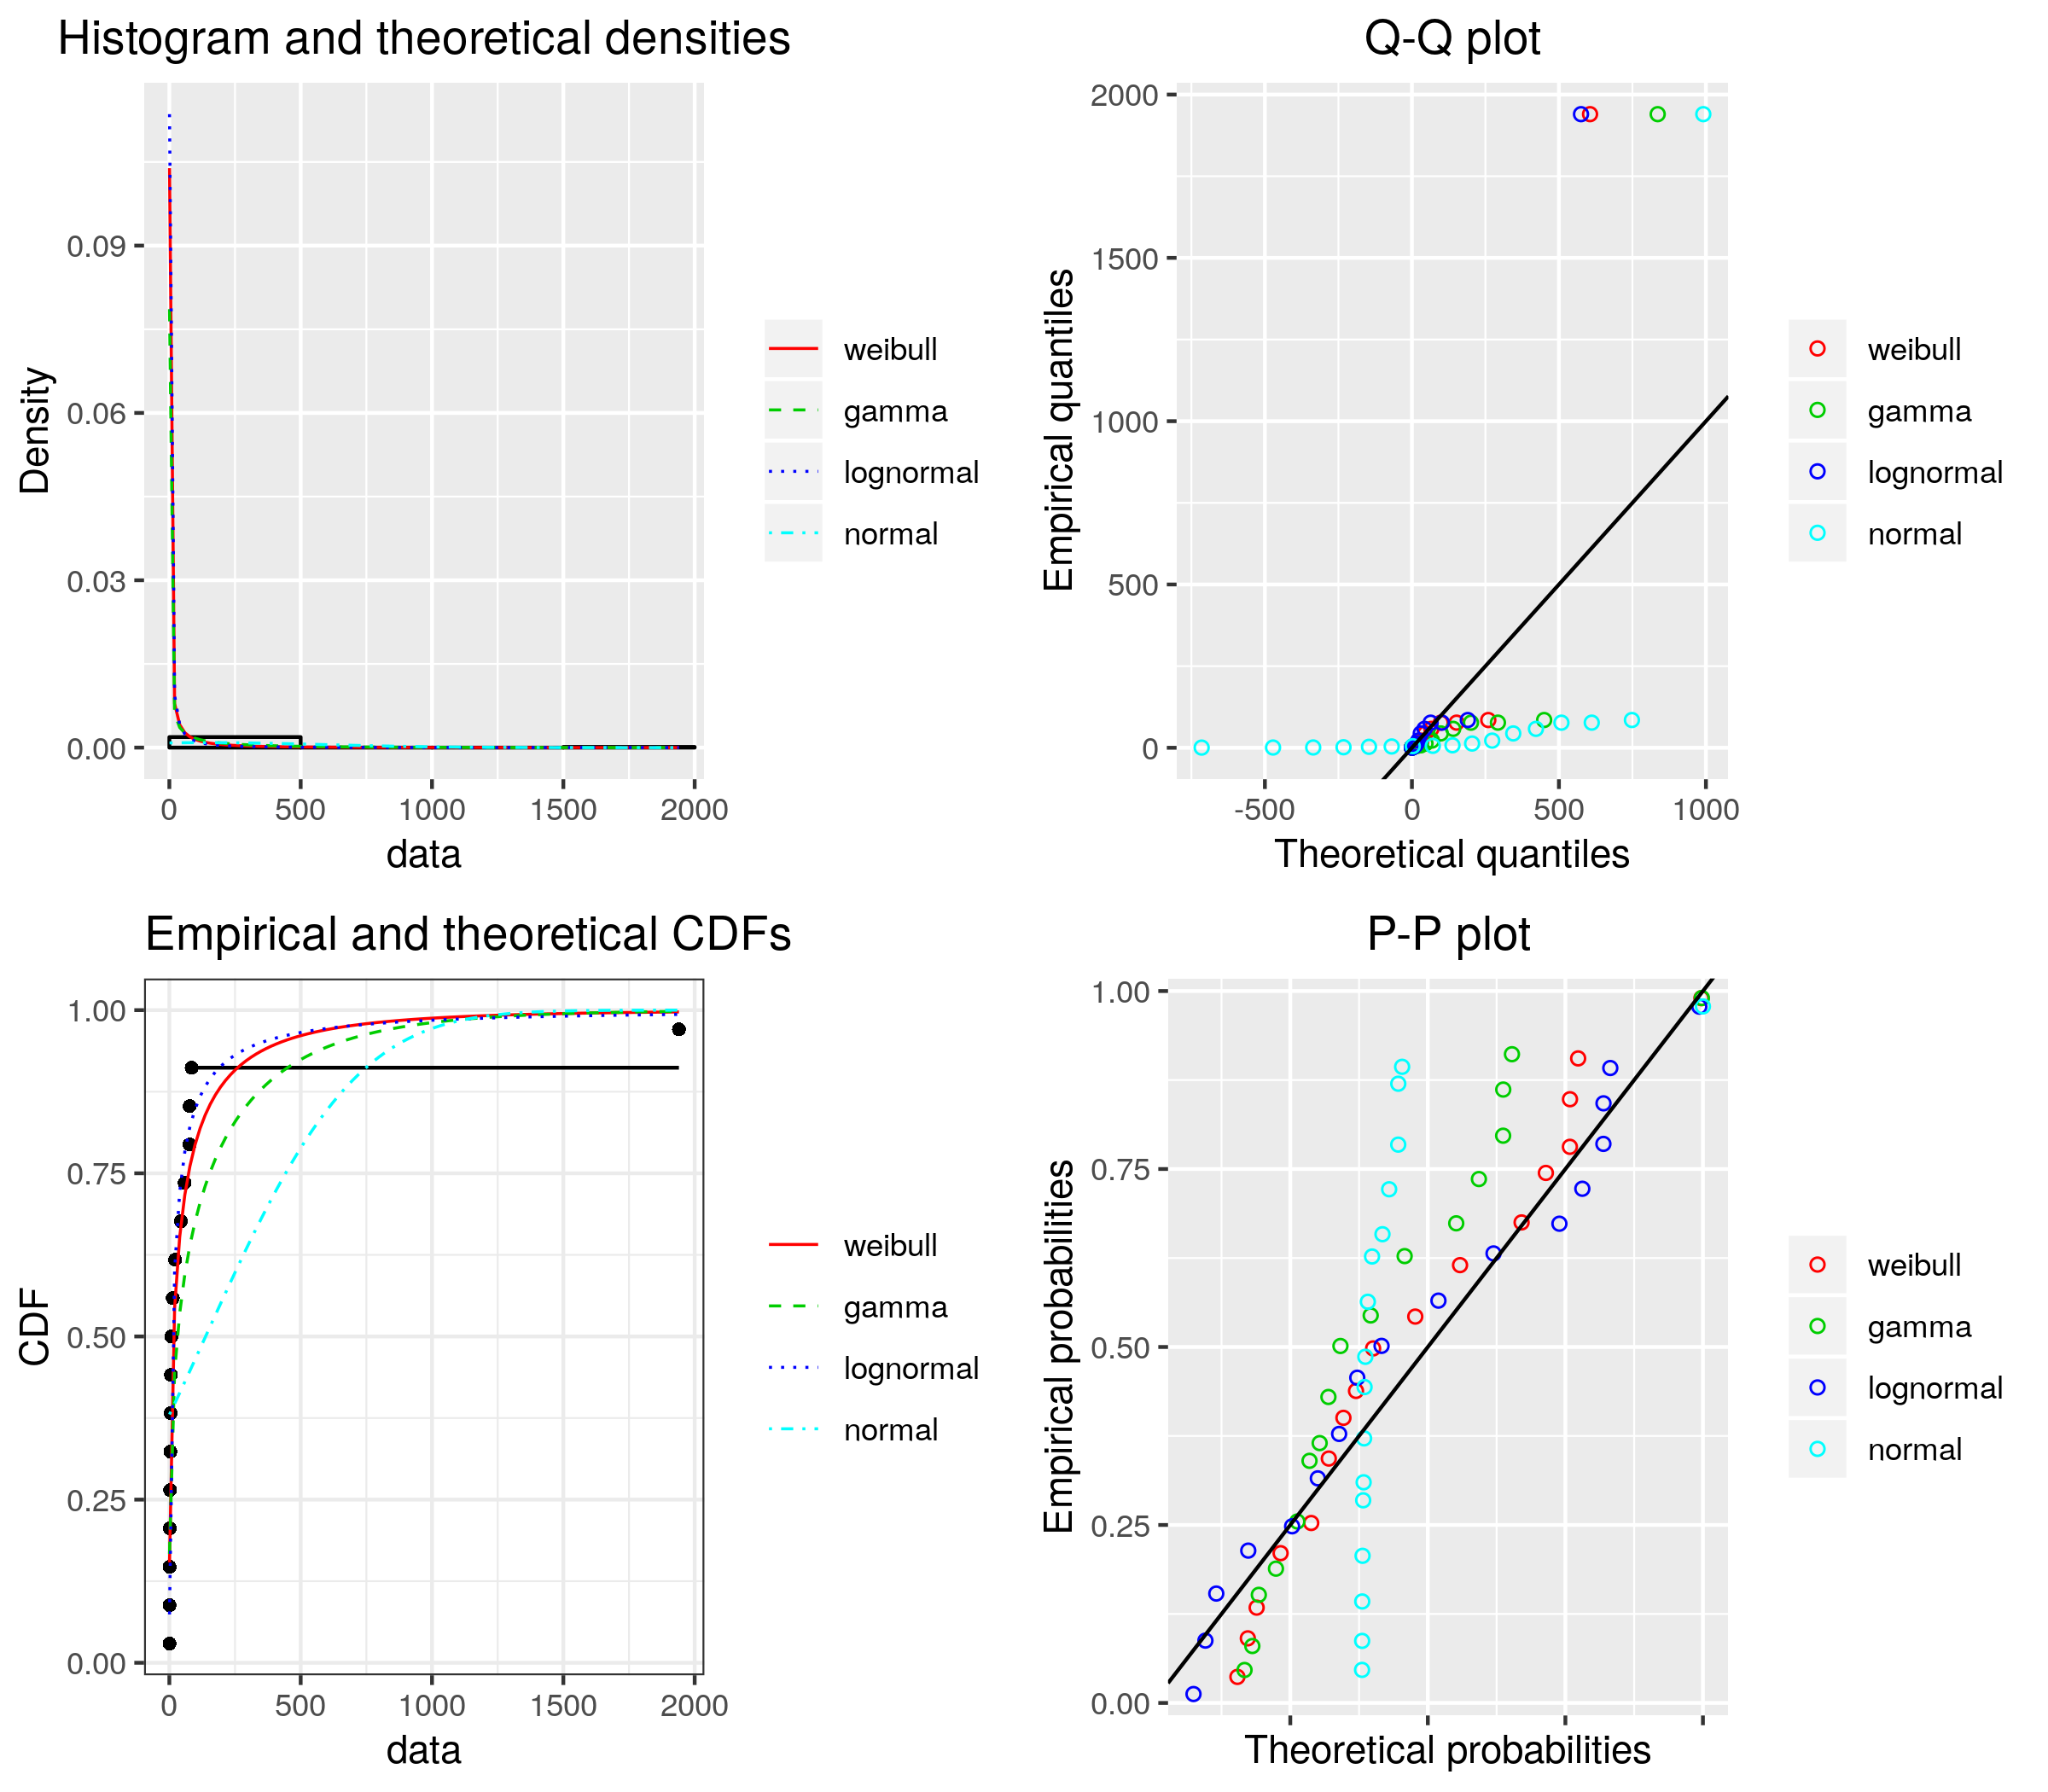 Histogram and theoretical densities
0.09
0.06
0.03
0.00
Density
0
500
1000
1500
2000
data
weibull
gamma
lognormal
normal
Q-Q plot
2000
1500
1000
500
0
Empirical quantiles
-500
0
500
1000
Theoretical quantiles
weibull
gamma
lognormal
normal
Empirical and theoretical CDFs
1.00
0.75
0.50
0.25
0.00
CDF
0
500
1000
1500
2000
data
weibull
gamma
lognormal
normal
P-P plot
1.00
0.75
0.50
0.25
0.00
Empirical probabilities
Theoretical probabilities
weibull
gamma
lognormal
normal